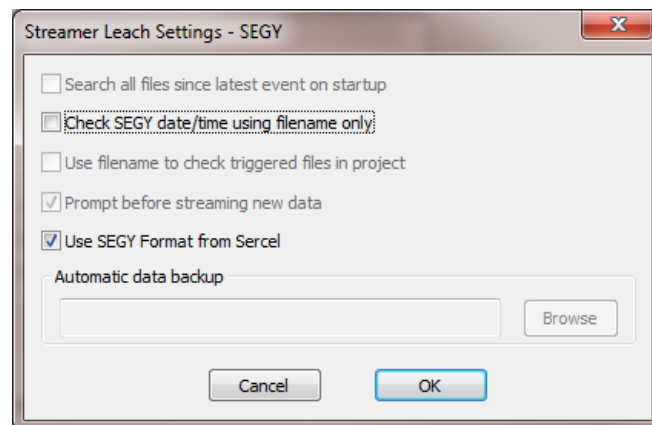 Streamer Leach Settings - SEGY
Search all files since latest event on startup
Check SEGY date/time using filename only
Use filename to check triggered files in project
Prompt before streaming new data
Use SEGY Format from Sercel
Automatic data backup
Browse
Cancel OK